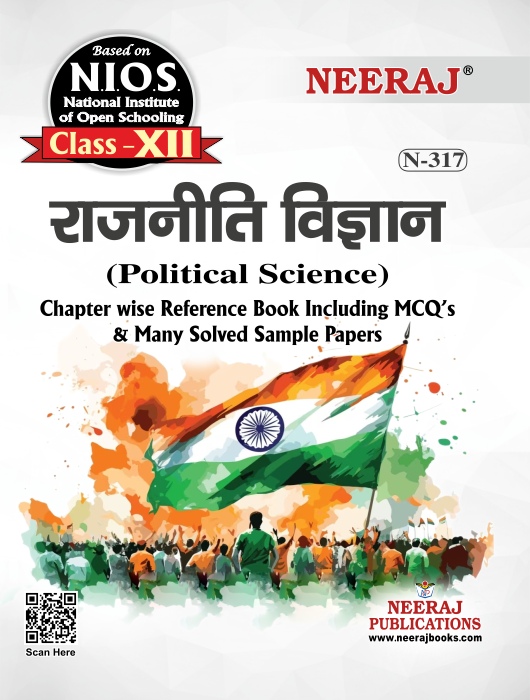 Based on
N.I.O.S.
National Institute
of Open Schooling
Class – XII
NEERAJ®
N-317
राजनीति विज्ञान
(Political Science)
Chapter wise Reference Book Including MCQ's
& Many Solved Sample Papers
Scan Here
NEERAJ
PUBLICATIONS
www.neerajbooks.com